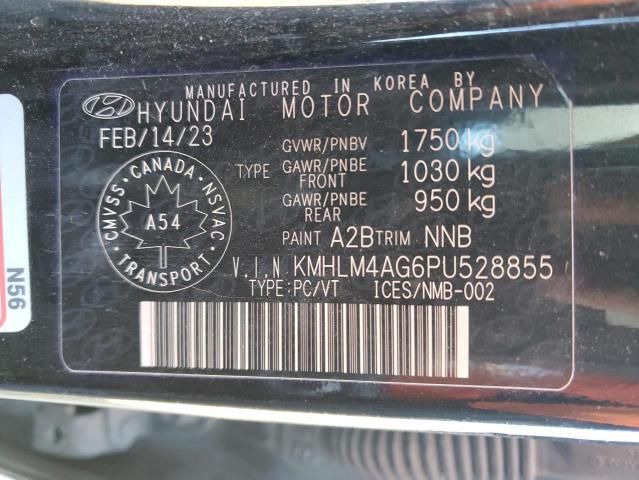 MANUFACTURED IN KOREA BY
HYUNDAI MOTOR COMPANY
FEB/14/23
GVWR/PNBV 1750 kg
TYPE GAWR/PNBE FRONT 1030 kg
GAWR/PNBE REAR 950 kg
CMVSS · CANADA · NSVAC
A54
TRANSPORT
PAINT A2B TRIM NNB
V.I.N KMHLM4AG6PU528855
TYPE:PC/VT ICES/NMB-002
N56